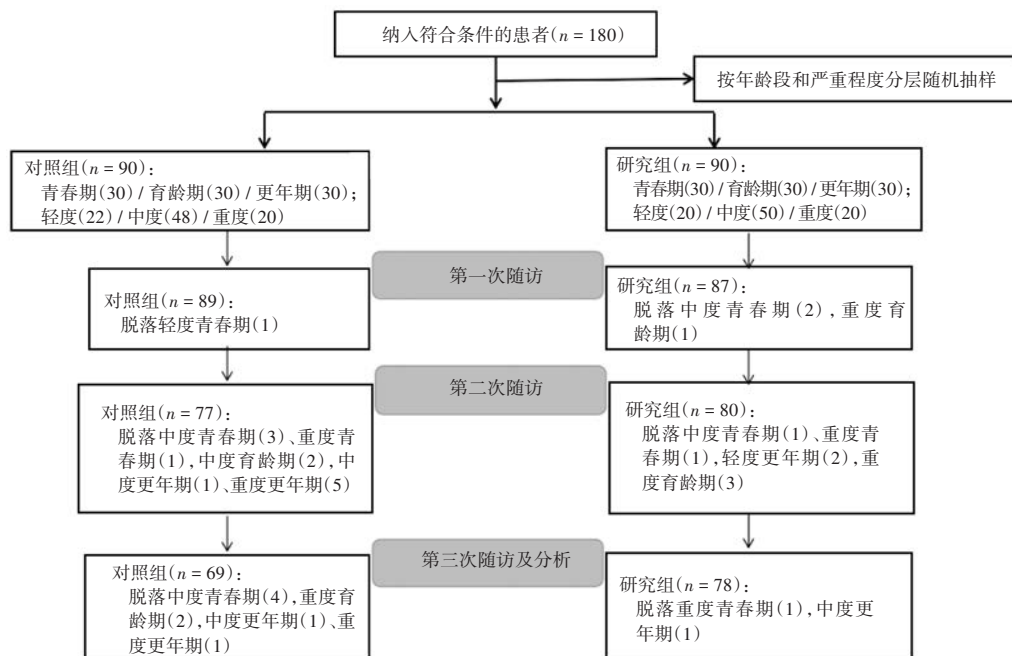 纳入符合条件的患者(n = 180)
按年龄段和严重程度分层随机抽样
对照组(n = 90)：
青春期(30) / 育龄期(30) / 更年期(30)；
轻度(22) / 中度(48) / 重度(20)
研究组(n = 90)：
青春期(30) / 育龄期(30) / 更年期(30)；
轻度(20) / 中度(50) / 重度(20)
第一次随访
对照组(n = 89)：
脱落轻度青春期(1)
研究组(n = 87)：
脱落中度青春期(2)，重度育
龄期(1)
第二次随访
对照组(n = 77)：
脱落中度青春期(3)、重度青
春期(1)，中度育龄期(2)，中
度更年期(1)、重度更年期(5)
研究组(n = 80)：
脱落中度青春期(1)、重度青
春期(1)，轻度更年期(2)，重
度育龄期(3)
第三次随访及分析
对照组(n = 69)：
脱落中度青春期(4)，重度育
龄期(2)，中度更年期(1)、重
度更年期(1)
研究组(n = 78)：
脱落重度青春期(1)，中度更
年期(1)